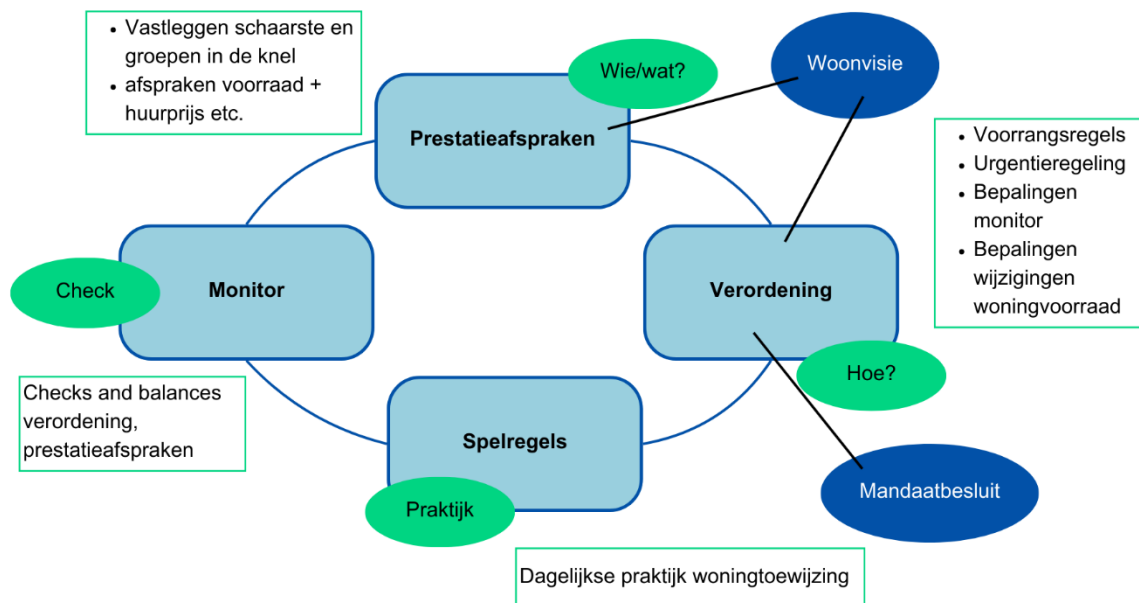 • Vastleggen schaarste en
groepen in de knel
• afspraken voorraad +
huurprijs etc.
Wie/wat?
Woonvisie
Prestatieafspraken
• Voorrangsregels
• Urgentieregeling
• Bepalingen
monitor
• Bepalingen
wijzigingen
woningvoorraad
Check
Monitor
Verordening
Hoe?
Checks and balances
verordening,
prestatieafspraken
Spelregels
Praktijk
Mandaatbesluit
Dagelijkse praktijk woningtoewijzing